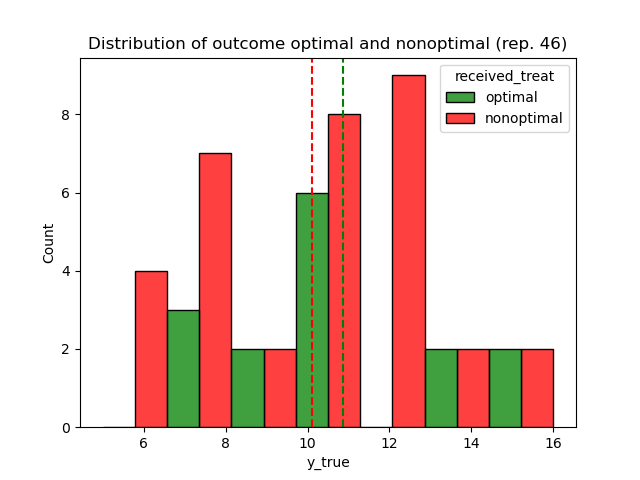 Distribution of outcome optimal and nonoptimal (rep. 46)
received_treat
optimal
nonoptimal
Count
8
6
4
2
0
6 8 10 12 14 16
y_true